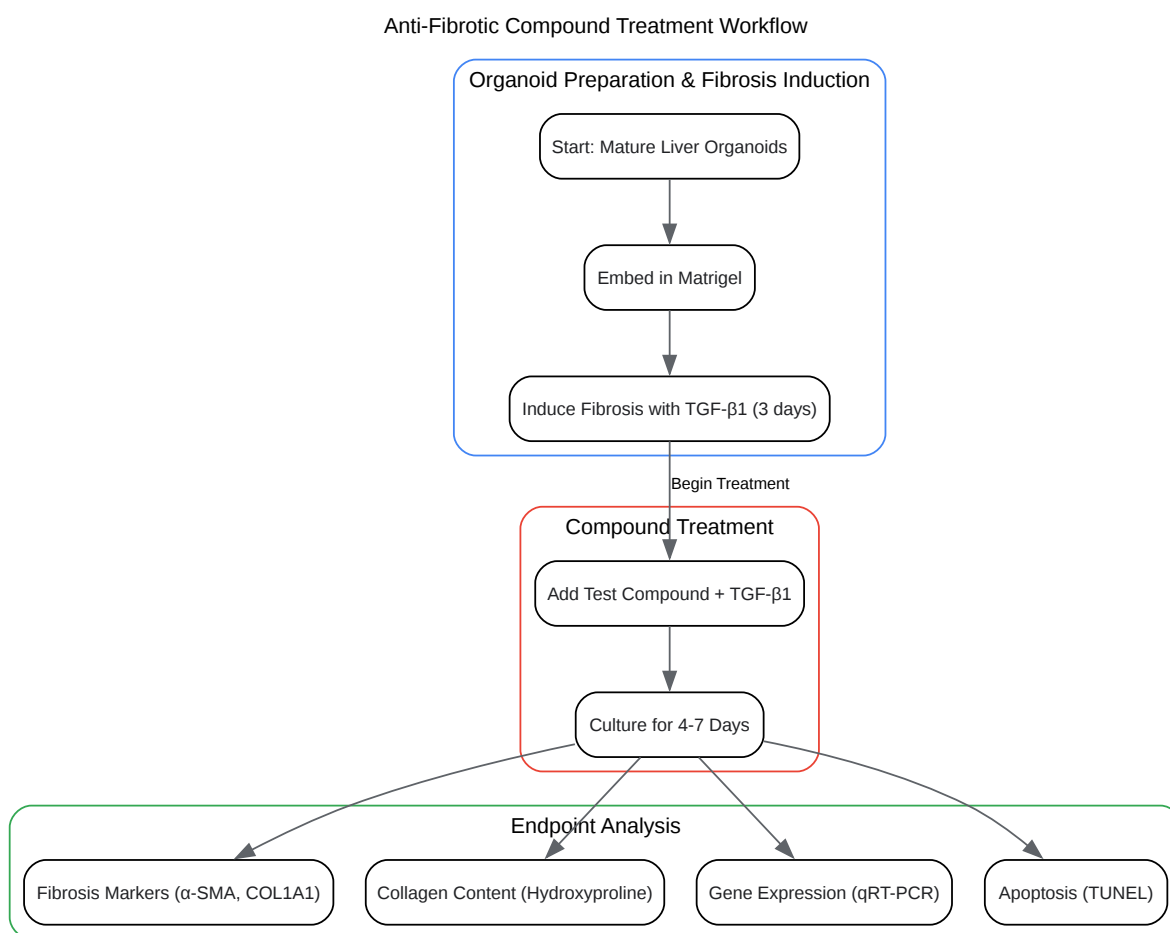 Anti-Fibrotic Compound Treatment Workflow
Organoid Preparation & Fibrosis Induction
Start: Mature Liver Organoids
Embed in Matrigel
Induce Fibrosis with TGF-β1 (3 days)
Begin Treatment
Compound Treatment
Add Test Compound + TGF-β1
Culture for 4-7 Days
Endpoint Analysis
Fibrosis Markers (α-SMA, COL1A1)
Collagen Content (Hydroxyproline)
Gene Expression (qRT-PCR)
Apoptosis (TUNEL)